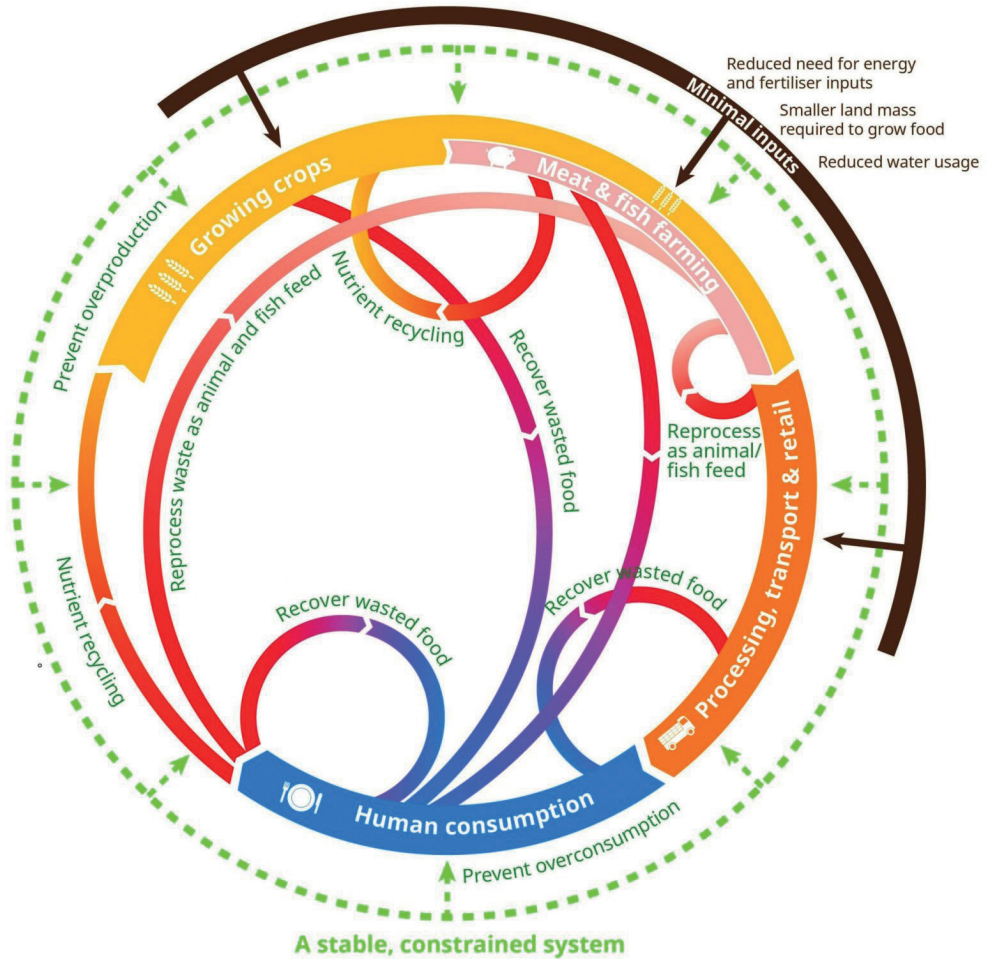 Reduced need for energy
and fertiliser inputs
Minimal inputs
Smaller land mass
required to grow food
Reduced water usage
Growing crops
Meat & fish farming
Prevent overproduction
Nutrient recycling
Reprocess waste as animal and fish feed
Recover wasted food
Reprocess
as animal/
fish feed
Processing, transport & retail
Nutrient recycling
Recover wasted food
Recover wasted food
Human consumption
Prevent overconsumption
A stable, constrained system